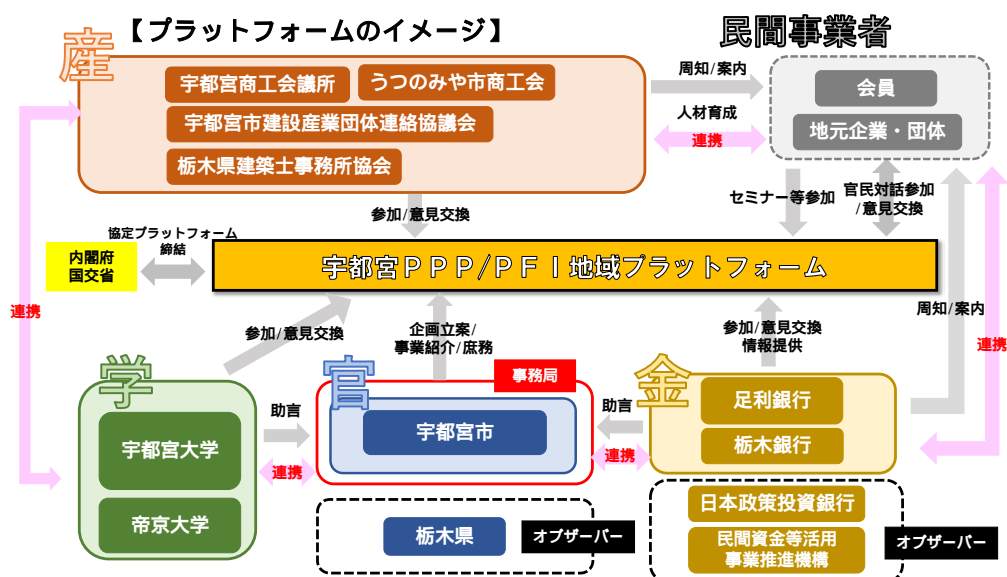 【プラットフォームのイメージ】
民間事業者
産
宇都宮商工会議所
うつのみや市商工会
宇都宮市建設産業団体連絡協議会
栃木県建築士事務所協会
周知/案内
人材育成
連携
会員
地元企業・団体
参加/意見交換
セミナー等参加
官民対話参加
/意見交換
協定プラットフォーム
締結
内閣府
国交省
宇都宮ＰＰＰ/ＰＦＩ地域プラットフォーム
連携
参加/意見交換
企画立案/
事業紹介/庶務
参加/意見交換
情報提供
周知/案内
連携
学
宇都宮大学
帝京大学
助言
連携
官
事務局
宇都宮市
助言
連携
金
足利銀行
栃木銀行
栃木県
オブザーバー
日本政策投資銀行
民間資金等活用
事業推進機構
オブザーバー